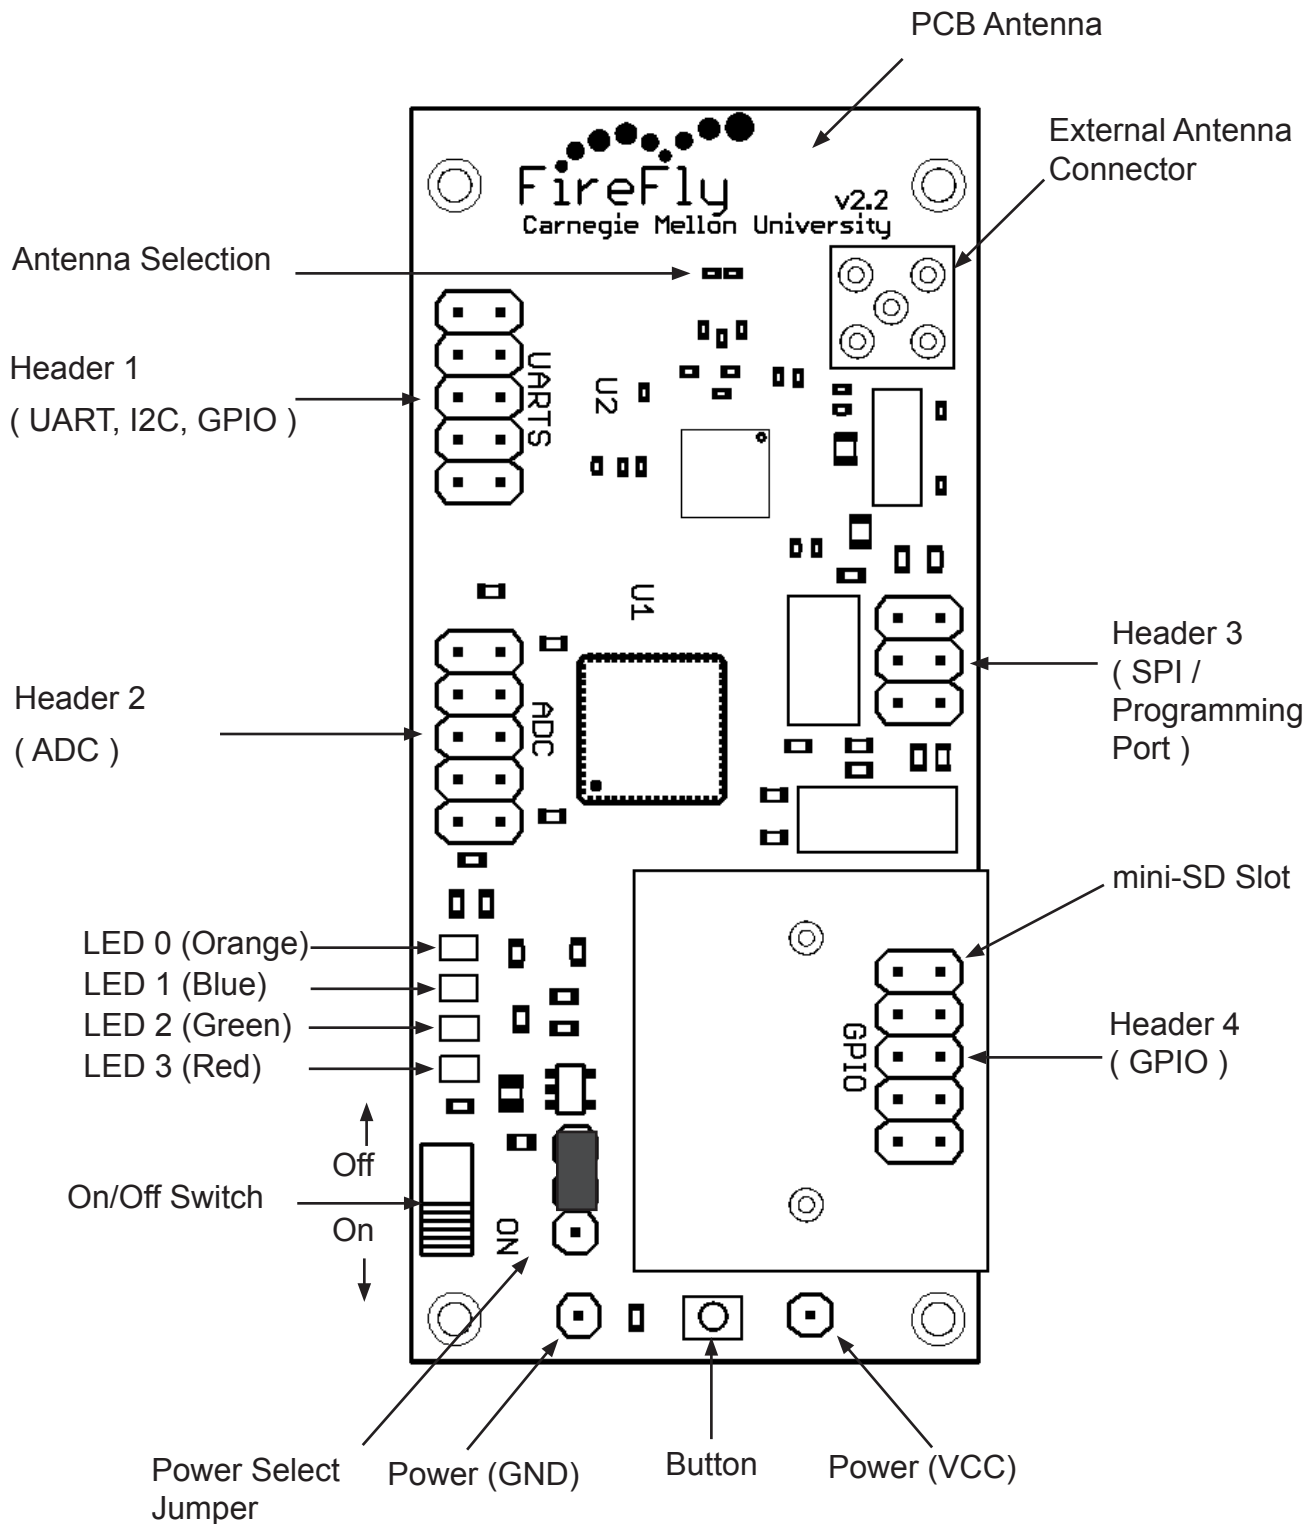 PCB Antenna
External Antenna
Connector
FireFly
v2.2
Carnegie Mellon University
Antenna Selection
Header 1
( UART, I2C, GPIO )
UARTS
U2
U1
Header 2
( ADC )
ADC
Header 3
( SPI /
Programming
Port )
mini-SD Slot
LED 0 (Orange)
LED 1 (Blue)
LED 2 (Green)
LED 3 (Red)
GPIO
Header 4
( GPIO )
Off
On/Off Switch
On
ON
Power Select
Jumper
Power (GND)
Button
Power (VCC)